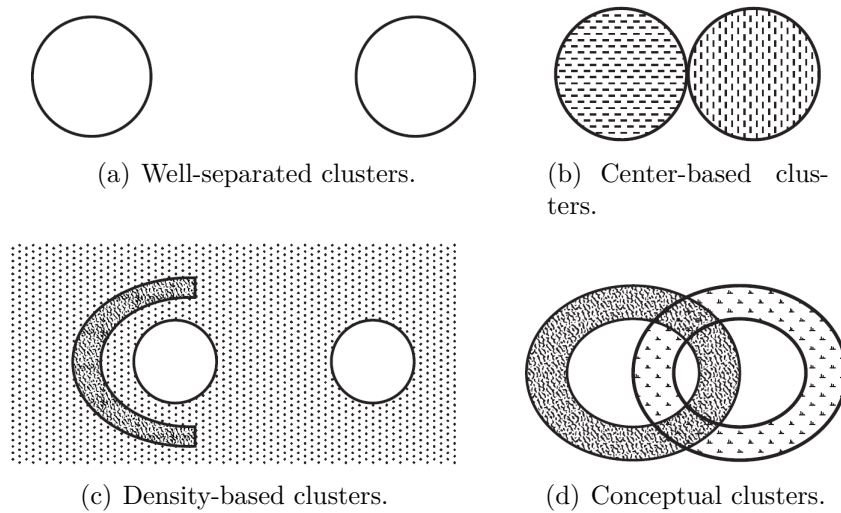 (a) Well-separated clusters.
(b) Center-based clus-
ters.
(c) Density-based clusters.
(d) Conceptual clusters.